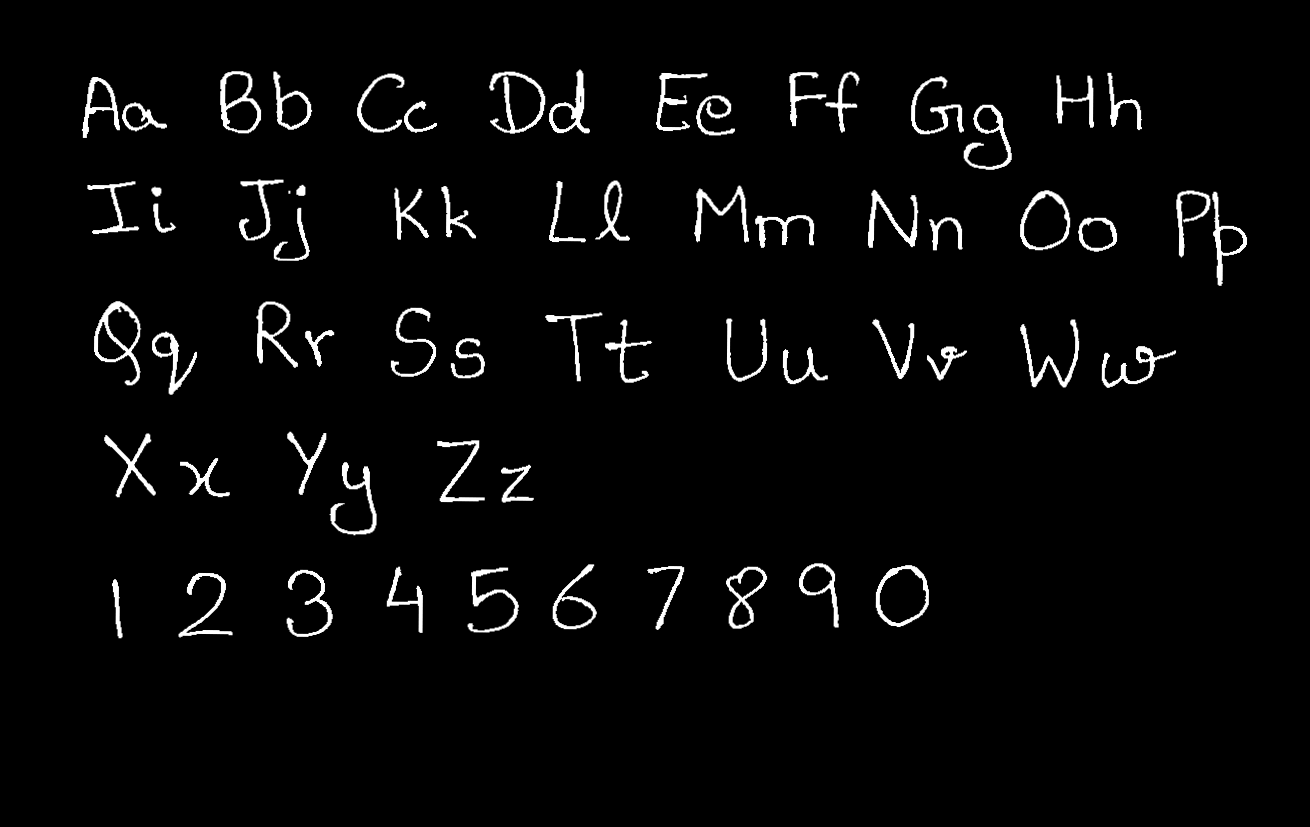 Aa Bb Cc Dd Ee Ff Gg Hh
Ii Jj Kk Ll Mm Nn Oo Pp
Qq Rr Ss Tt Uu Vv Ww
Xx Yy Zz
1 2 3 4 5 6 7 8 9 0